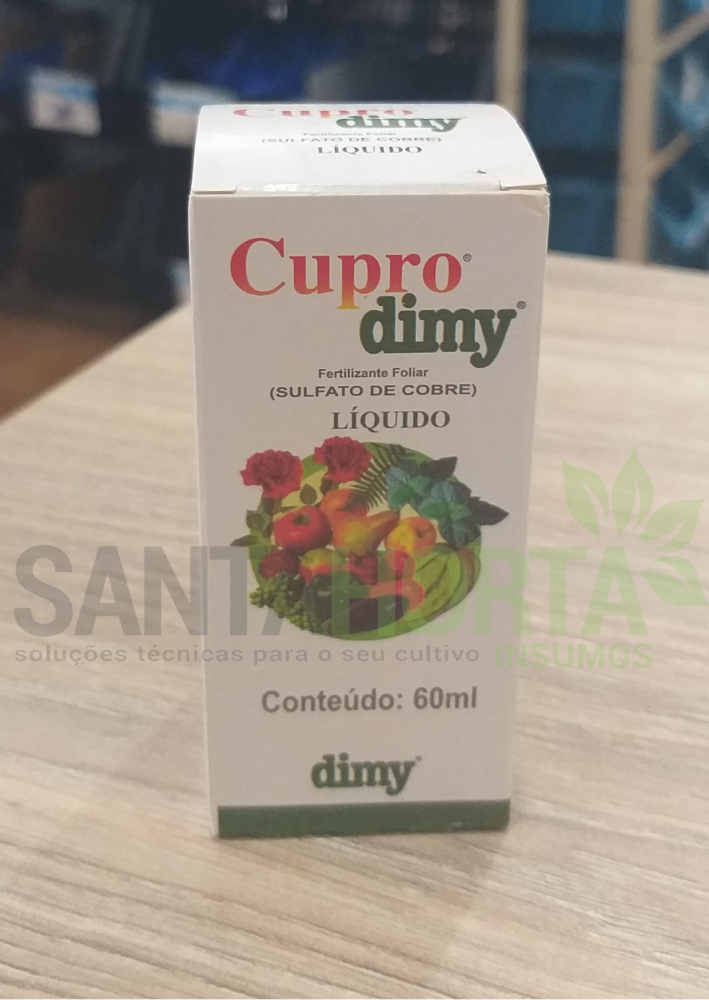 Cupro
dimy
Fertilizante Foliar
(SULFATO DE COBRE)
LÍQUIDO
Cupro®
dimy®
Fertilizante Foliar
(SULFATO DE COBRE)
LÍQUIDO
SANTA HORTA
soluções técnicas para o seu cultivo INSUMOS
Conteúdo: 60ml
dimy®